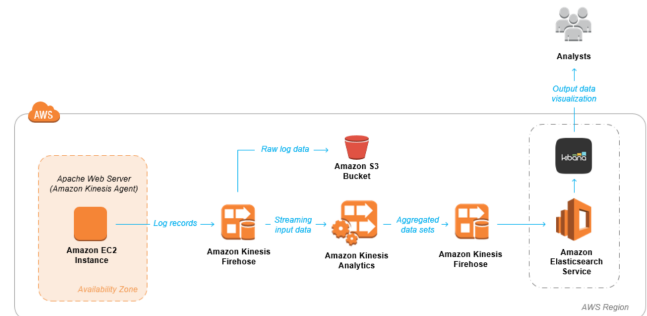 Analysts
Output data
visualization
AWS
Raw log data
Amazon S3
Bucket
kibana
Apache Web Server
(Amazon Kinesis Agent)
Log records
Streaming
input data
Aggregated
data sets
Amazon EC2
Instance
Amazon Kinesis
Firehose
Amazon Kinesis
Analytics
Amazon Kinesis
Firehose
Amazon
Elasticsearch
Service
Availability Zone
AWS Region